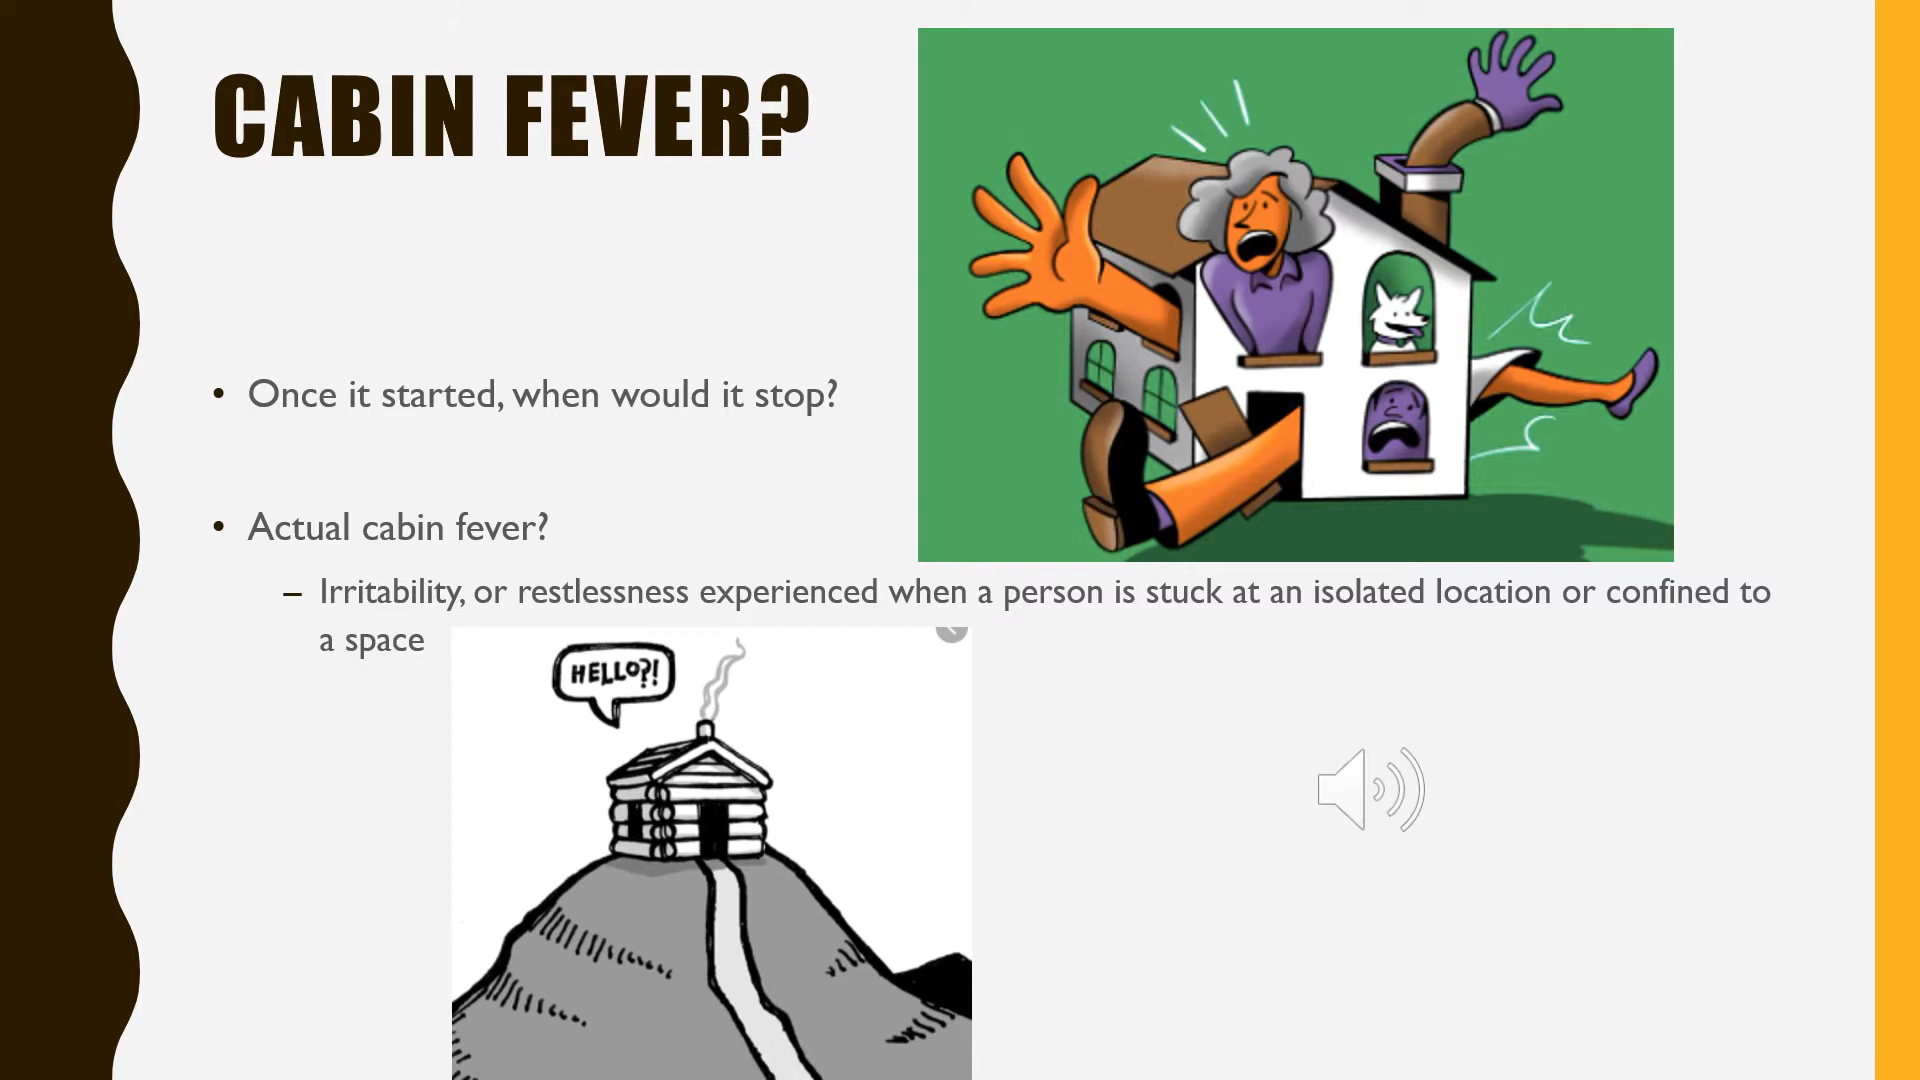 CABIN FEVER?
• Once it started, when would it stop?
• Actual cabin fever?
– Irritability, or restlessness experienced when a person is stuck at an isolated location or confined to
a space
HELLO?!